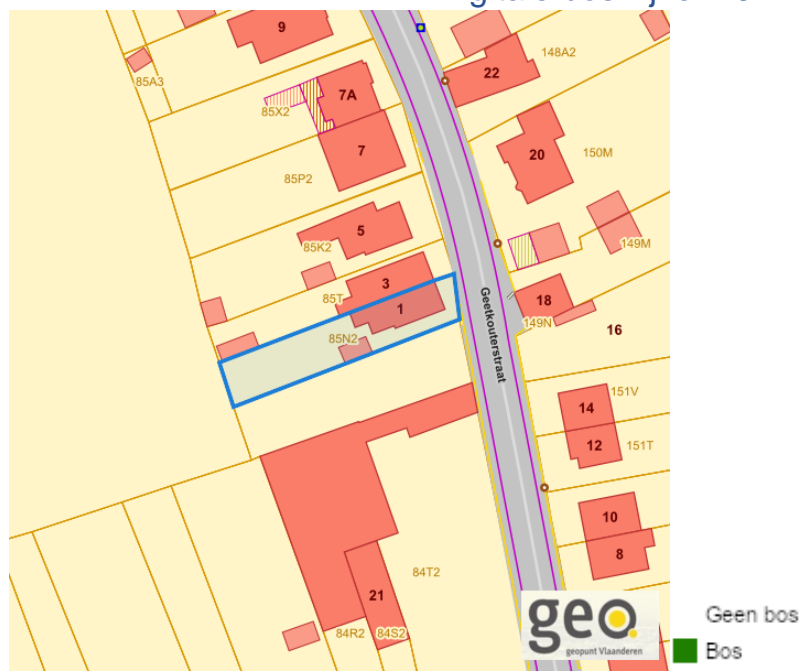 9
22
148A2
85A3
7A
85X2
7
20
150M
85P2
5
85K2
149M
3
85T
1
18
149N
85N2
16
Geetkouterstraat
14
151V
12
151T
10
8
84T2
21
84R2
84S2
geo.
geopunt Vlaanderen
Geen bos
Bos